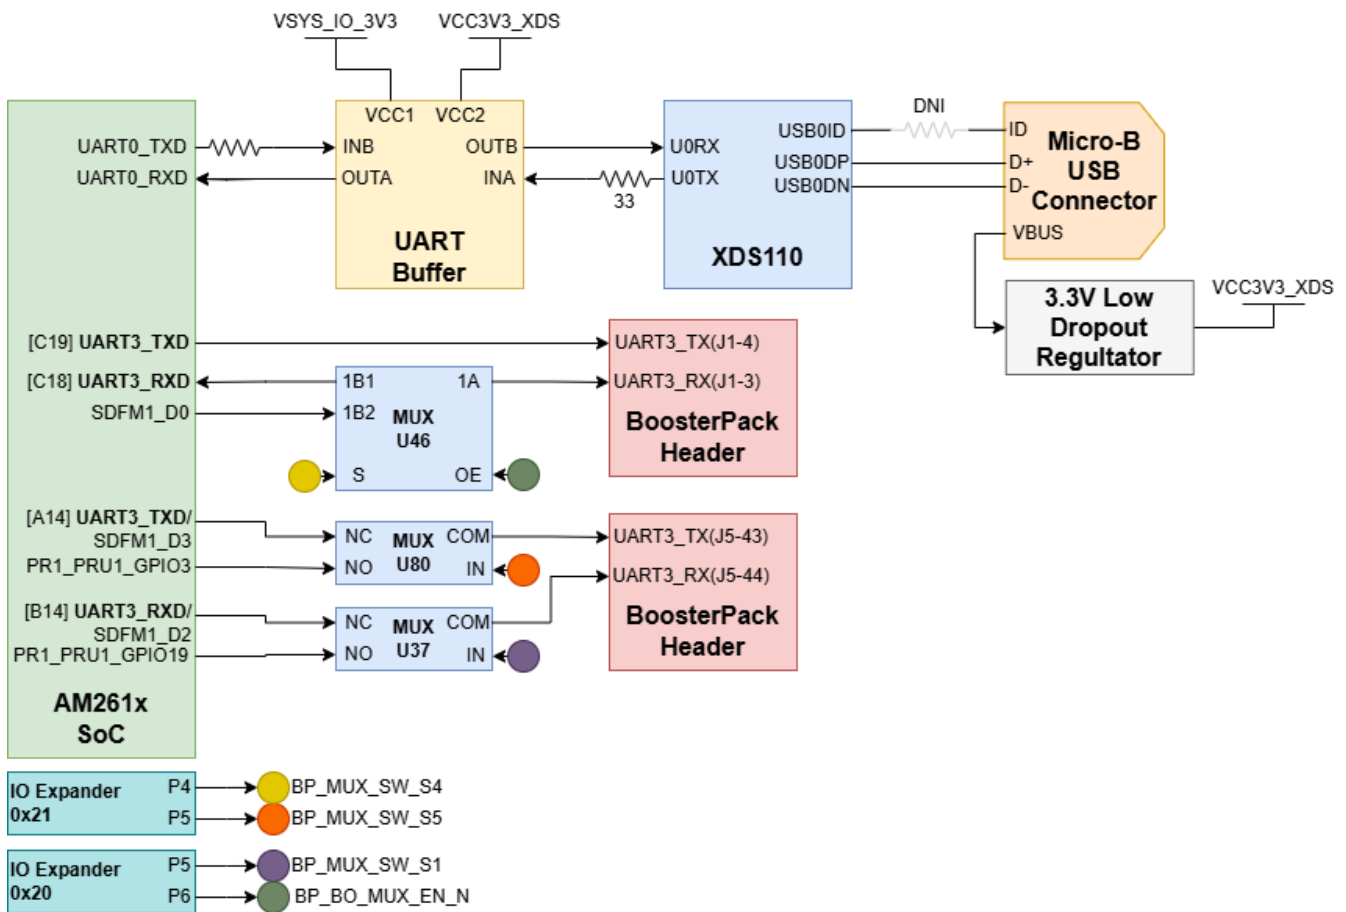 VSYS_IO_3V3
VCC3V3_XDS
VCC1
VCC2
UART0_TXD
UART0_RXD
INB
OUTB
OUTA
INA
UART
Buffer
33
U0RX
U0TX
USB0ID
USB0DP
USB0DN
XDS110
DNI
ID
D+
D-
VBUS
Micro-B
USB
Connector
3.3V Low
Dropout
Regultator
VCC3V3_XDS
[C19] UART3_TXD
[C18] UART3_RXD
SDFM1_D0
1B1
1A
1B2
MUX
U46
S
OE
UART3_TX(J1-4)
UART3_RX(J1-3)
BoosterPack
Header
[A14] UART3_TXD/
SDFM1_D3
PR1_PRU1_GPIO3
NC
COM
MUX
U80
NO
IN
[B14] UART3_RXD/
SDFM1_D2
PR1_PRU1_GPIO19
NC
COM
MUX
U37
NO
IN
UART3_TX(J5-43)
UART3_RX(J5-44)
BoosterPack
Header
AM261x
SoC
IO Expander
0x21
P4
BP_MUX_SW_S4
P5
BP_MUX_SW_S5
IO Expander
0x20
P5
BP_MUX_SW_S1
P6
BP_BO_MUX_EN_N